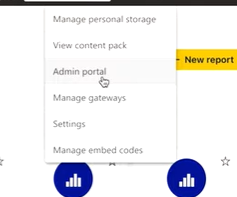 Manage personal storage
View content pack
Admin portal
New report
Manage gateways
Settings
Manage embed codes